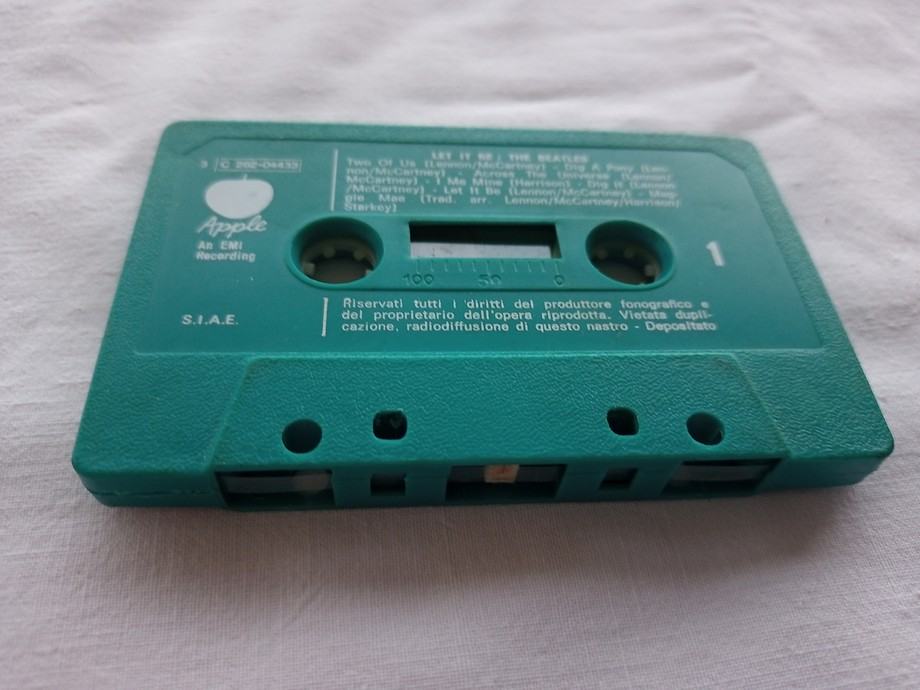 3 C 262-04433
Apple
An EMI
Recording
S.I.A.E.
LET IT BE / THE BEATLES
Two Of Us (Lennon/McCartney) - Dig A Pony (Len-
non/McCartney) - Across The Universe (Lennon/
McCartney) - I Me Mine (Harrison) - Dig It (Lennon
/McCartney) - Let It Be (Lennon/McCartney) - Mag-
gie Mae (Trad. arr. Lennon/McCartney/Harrison/
Starkey)
100 50 0
1
Riservati tutti i diritti del produttore fonografico e
del proprietario dell'opera riprodotta. Vietata dupli-
cazione, radiodiffusione di questo nastro - Depositato